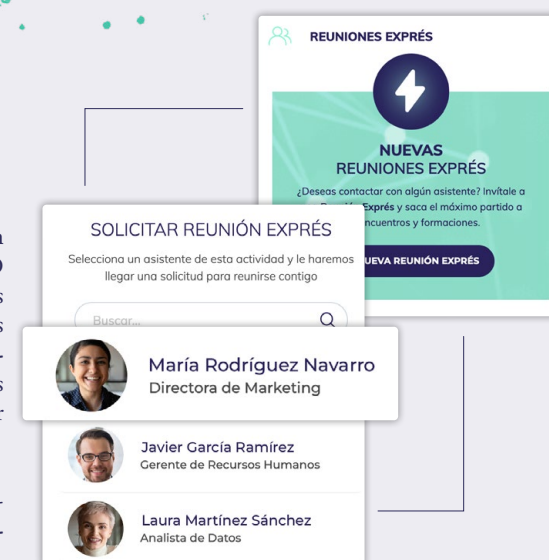 REUNIONES EXPRÉS
NUEVAS
REUNIONES EXPRÉS
¿Deseas contactar con algún asistente? Invítale a
Exprés y saca el máximo partido a
y formaciones.
REUNIÓN EXPRÉS
SOLICITAR REUNIÓN EXPRÉS
Selecciona un asistente de esta actividad y le haremos
llegar una solicitud para reunirse contigo
Buscar...
María Rodríguez Navarro
Directora de Marketing
Javier García Ramírez
Gerente de Recursos Humanos
Laura Martínez Sánchez
Analista de Datos